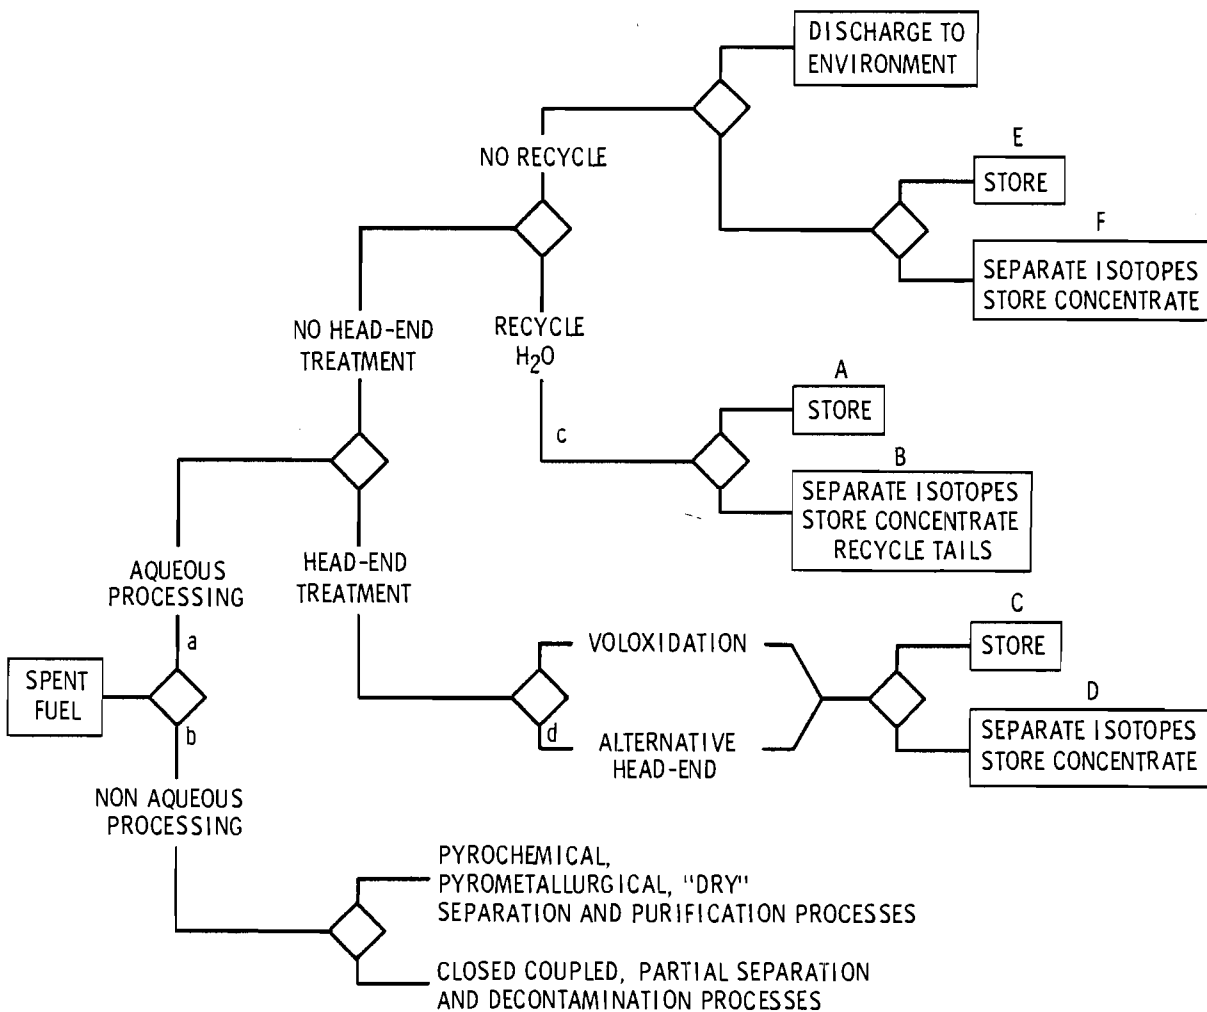 DISCHARGE TO
ENVIRONMENT
E
NO RECYCLE
STORE
F
SEPARATE ISOTOPES
STORE CONCENTRATE
NO HEAD-END
TREATMENT
RECYCLE
H2O
A
STORE
c
B
SEPARATE ISOTOPES
STORE CONCENTRATE
RECYCLE TAILS
AQUEOUS
PROCESSING
HEAD-END
TREATMENT
C
a
VOLOXIDATION
STORE
SPENT
FUEL
D
b
d
ALTERNATIVE
HEAD-END
SEPARATE ISOTOPES
STORE CONCENTRATE
NON AQUEOUS
PROCESSING
PYROCHEMICAL,
PYROMETALLURGICAL, "DRY"
SEPARATION AND PURIFICATION PROCESSES
CLOSED COUPLED, PARTIAL SEPARATION
AND DECONTAMINATION PROCESSES